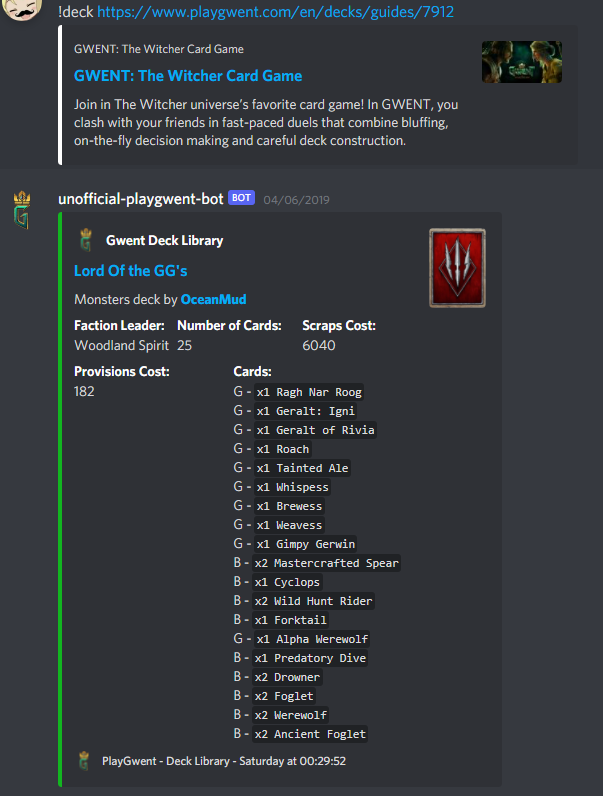 !deck https://www.playgwent.com/en/decks/guides/7912
GWENT: The Witcher Card Game
GWENT: The Witcher Card Game
Join in The Witcher universe's favorite card game! In GWENT, you
clash with your friends in fast-paced duels that combine bluffing,
on-the-fly decision making and careful deck construction.
unofficial-playgwent-bot BOT 04/06/2019
Gwent Deck Library
Lord Of the GG's
Monsters deck by OceanMud
Faction Leader: Number of Cards: Scraps Cost:
Woodland Spirit 25 6040
Provisions Cost: Cards:
182
G - x1 Ragh Nar Roog
G - x1 Geralt: Igni
G - x1 Geralt of Rivia
G - x1 Roach
G - x1 Tainted Ale
G - x1 Whispess
G - x1 Brewess
G - x1 Weavess
G - x1 Gimpy Gerwin
B - x2 Mastercrafted Spear
B - x1 Cyclops
B - x2 Wild Hunt Rider
B - x1 Forktail
G - x1 Alpha Werewolf
B - x1 Predatory Dive
B - x2 Drowner
B - x2 Foglet
B - x2 Werewolf
B - x2 Ancient Foglet
PlayGwent - Deck Library - Saturday at 00:29:52